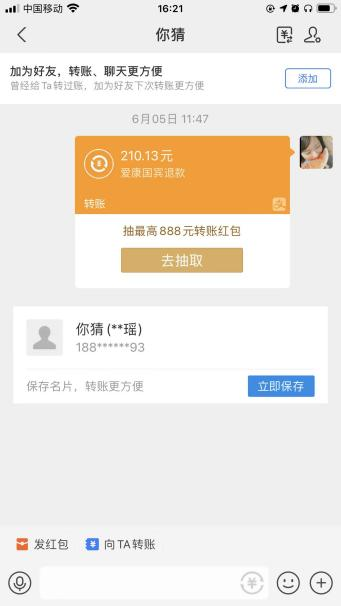 中国移动
16:21
你猜
加为好友，转账、聊天更方便
曾经给Ta转过账，加为好友下次转账更方便
添加
6月05日 11:47
210.13元
爱康国宾退款
转账
抽最高888元转账红包
去抽取
你猜(**瑶)
188******93
保存名片，转账更方便
立即保存
发红包
向TA转账